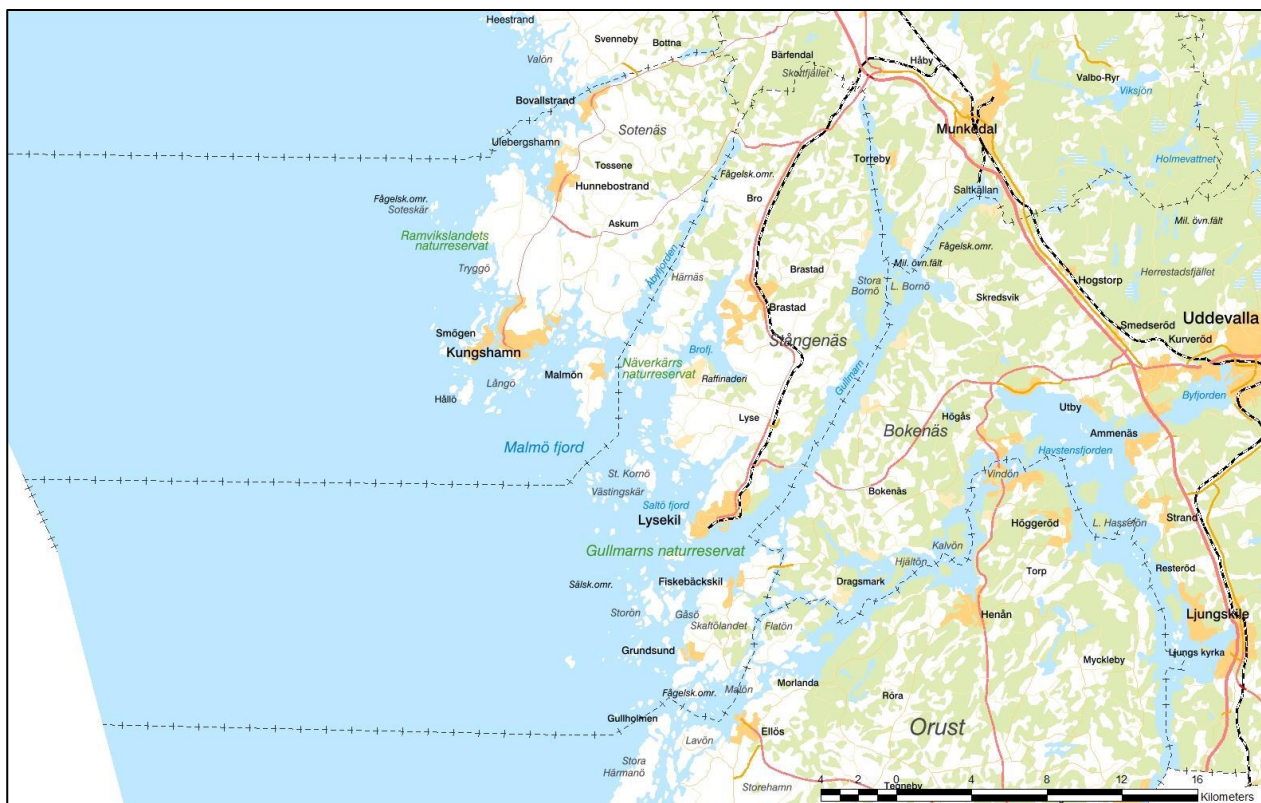 Heestrand
Svenneby
Bottna
Valön
Bärfendal
Skottfjället
Håby
Valbo-Ryr
Viksjön
Bovallstrand
Ulebergshamn
Sotenäs
Munkedal
Holmevattnet
Tossene
Hunnebostrand
Fågelsk.omr.
Torreby
Saltkällan
Fågelsk.omr.
Soteskär
Bro
Mil. övn.fält
Askum
Ramvikslandets
naturreservat
Fågelsk.omr.
Tryggö
Åbyfjorden
Härnäs
Brastad
Stora
Bornö
Mil. övn.fält
L. Bornö
Skredsvik
Hogstorp
Herrestadsfjället
Brastad
Smögen
Kungshamn
Stångenäs
Smedseröd
Uddevalla
Kurveröd
Brofj.
Näverkärrs
naturreservat
Malmön
Långö
Hållö
Raffinaderi
Gullmarn
Byfjorden
Lyse
Högås
Utby
Bokenäs
Ammenäs
Malmö fjord
Havstensfjorden
St. Kornö
Västingskär
Vindön
Bokenäs
Saltö fjord
Lysekil
Höggeröd
L. Hasselön
Strand
Gullmarns naturreservat
Kalvön
Hjältön
Torp
Resteröd
Sälsk.omr.
Fiskebäckskil
Dragsmark
Storön
Gåsö
Skaftölandet
Flatön
Henån
Ljungskile
Grundsund
Ljungs kyrka
Myckleby
Fågelsk.omr.
Malön
Morlanda
Röra
Gullholmen
Ellös
Orust
Lavön
Stora
Härmanö
Storehamn
Tegneby
4 2 0 4 8 12 16
Kilometers